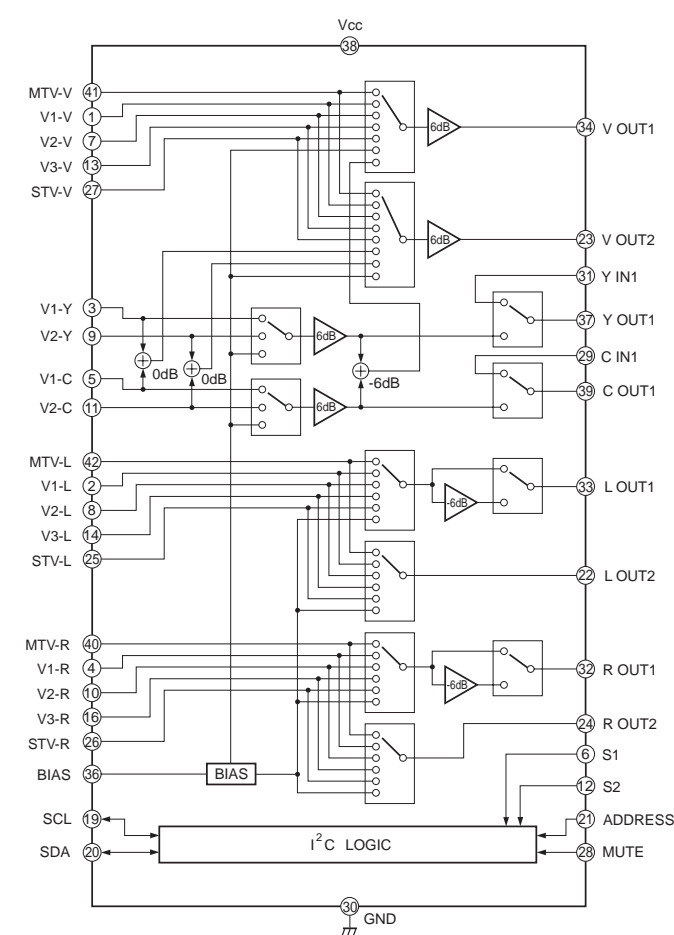 Vcc
38
MTV-V 41
V1-V 1
V2-V 7
V3-V 13
STV-V 27
6dB
34 V OUT1
6dB
23 V OUT2
31 Y IN1
V1-Y 3
V2-Y 9
6dB
37 Y OUT1
29 C IN1
0dB
0dB
-6dB
V1-C 5
V2-C 11
6dB
39 C OUT1
MTV-L 42
V1-L 2
V2-L 8
V3-L 14
STV-L 25
-6dB
33 L OUT1
22 L OUT2
MTV-R 40
V1-R 4
V2-R 10
V3-R 16
STV-R 26
-6dB
32 R OUT1
24 R OUT2
6 S1
BIAS 36
BIAS
12 S2
SCL 19
21 ADDRESS
SDA 20
I2C LOGIC
28 MUTE
30
GND